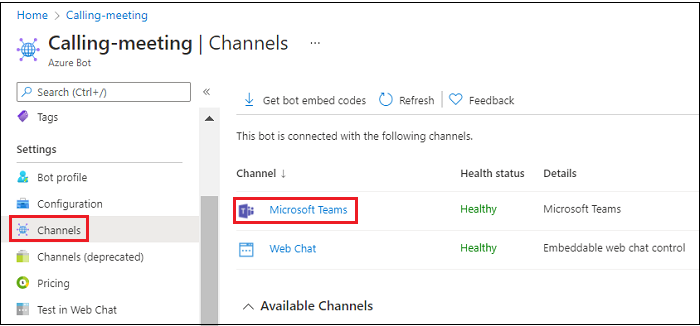 Home > Calling-meeting
Calling-meeting | Channels ...
Azure Bot
Search (Ctrl+/) «
Tags
Settings
Bot profile
Configuration
Channels
Channels (deprecated)
Pricing
Test in Web Chat
Get bot embed codes Refresh Feedback
This bot is connected with the following channels.
Channel ↓ Health status Details
Microsoft Teams Healthy Microsoft Teams
Web Chat Healthy Embeddable web chat control
Available Channels